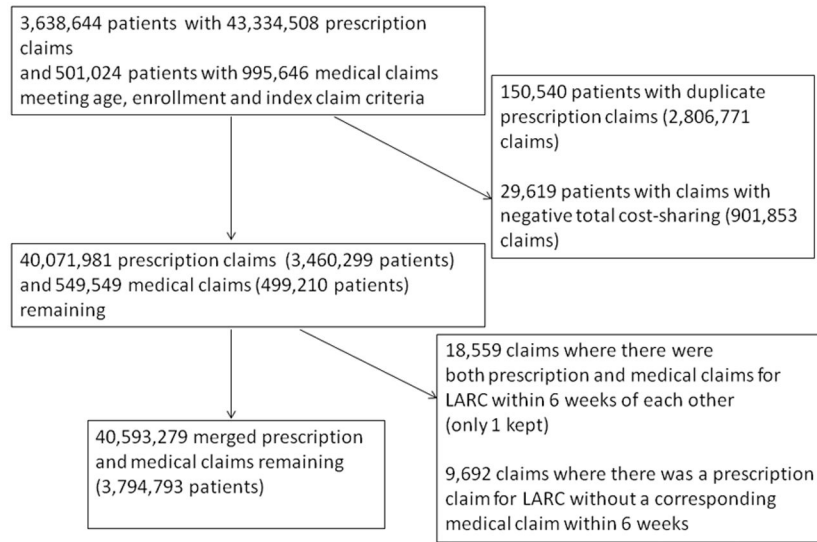 3,638,644 patients with 43,334,508 prescription
claims
and 501,024 patients with 995,646 medical claims
meeting age, enrollment and index claim criteria
150,540 patients with duplicate
prescription claims (2,806,771
claims)
29,619 patients with claims with
negative total cost-sharing (901,853
claims)
40,071,981 prescription claims (3,460,299 patients)
and 549,549 medical claims (499,210 patients)
remaining
18,559 claims where there were
both prescription and medical claims for
LARC within 6 weeks of each other
(only 1 kept)
9,692 claims where there was a prescription
claim for LARC without a corresponding
medical claim within 6 weeks
40,593,279 merged prescription
and medical claims remaining
(3,794,793 patients)